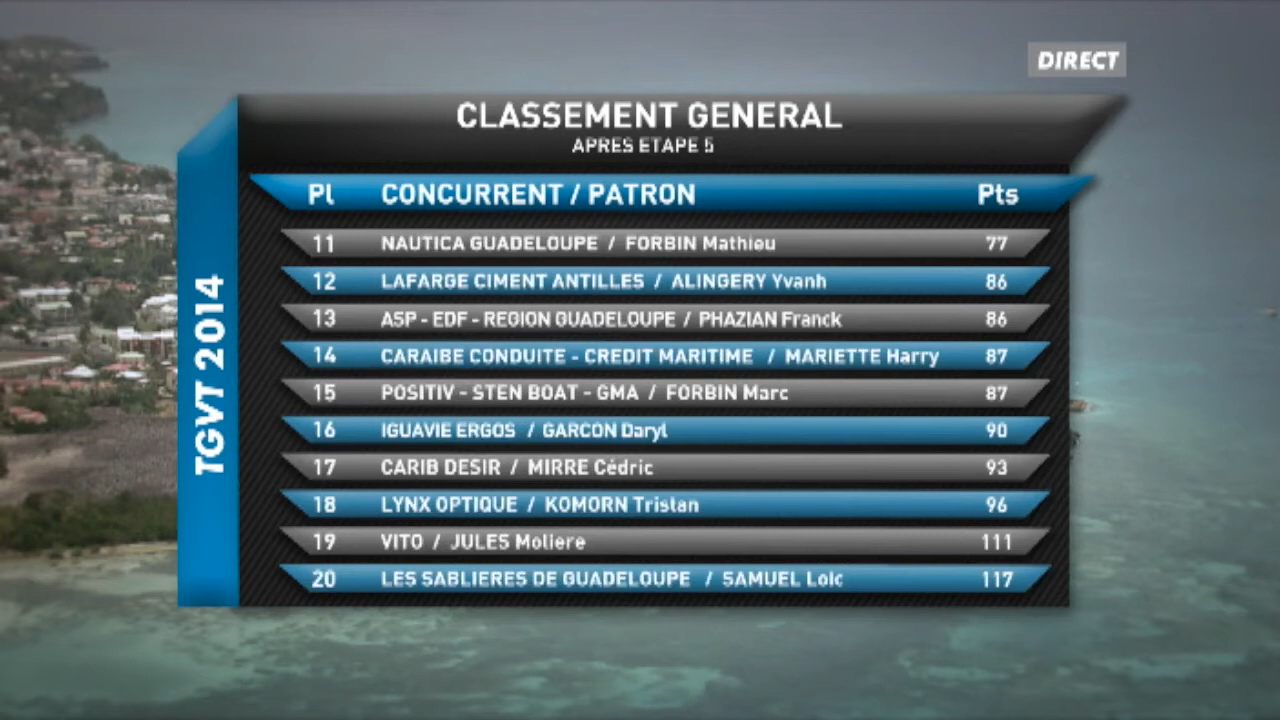 DIRECT
CLASSEMENT GENERAL
APRES ETAPE 5
TGVT 2014
Pl CONCURRENT / PATRON Pts
11 NAUTICA GUADELOUPE / FORBIN Mathieu 77
12 LAFARGE CIMENT ANTILLES / ALINGERY Yvanh 86
13 ASP - EDF - REGION GUADELOUPE / PHAZIAN Franck 86
14 CARAIBE CONDUITE - CREDIT MARITIME / MARIETTE Harry 87
15 POSITIV - STEN BOAT - GMA / FORBIN Marc 87
16 IGUAVIE ERGOS / GARCON Daryl 90
17 CARIB DESIR / MIRRE Cédric 93
18 LYNX OPTIQUE / KOMORN Tristan 96
19 VITO / JULES Moliere 111
20 LES SABLIERES DE GUADELOUPE / SAMUEL Loic 117